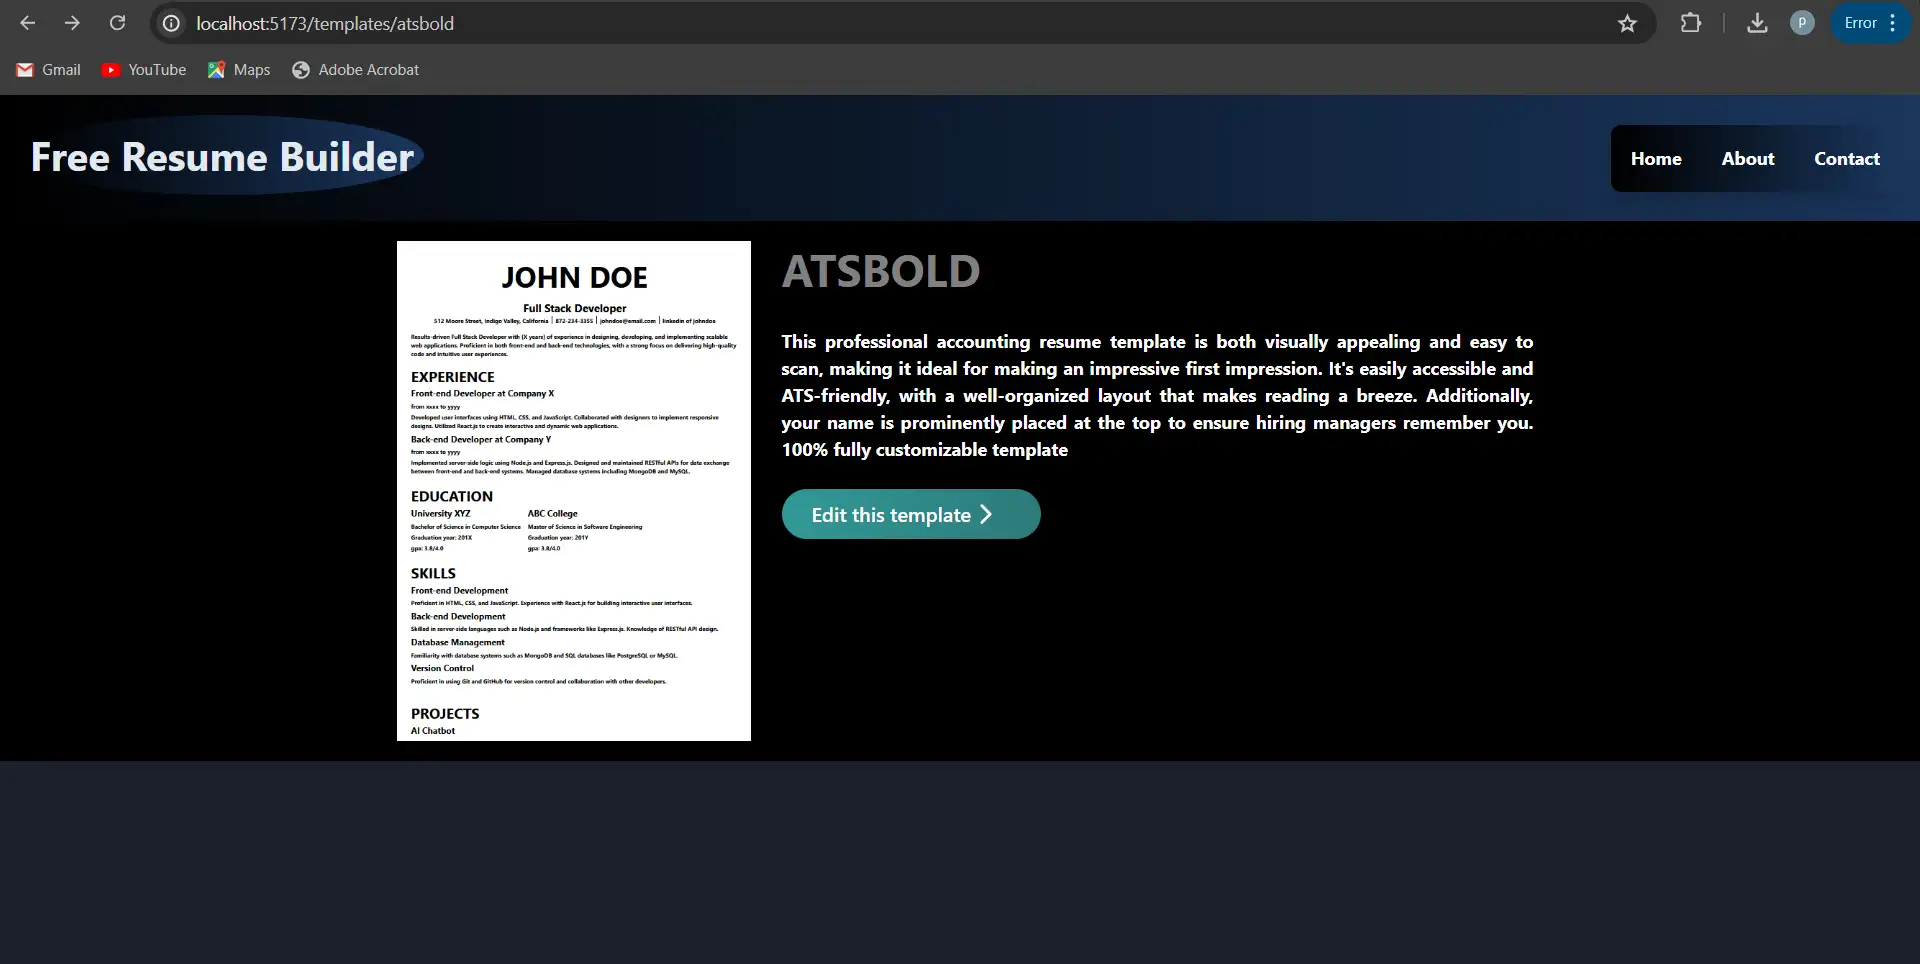 localhost:5173/templates/atsbold
P
Error
Gmail YouTube Maps Adobe Acrobat
Free Resume Builder
Home About Contact
JOHN DOE
Full Stack Developer
512 Moore Street, Indigo Valley, California | 872-234-3355 | johndoe@email.com | linkedin of johndoe
Results-driven Full Stack Developer with (X years) of experience in designing, developing, and implementing scalable
web applications. Proficient in both front-end and back-end technologies, with a strong focus on delivering high-quality
code and intuitive user experiences.
EXPERIENCE
Front-end Developer at Company X
from xxxx to yyyy
Developed user interfaces using HTML, CSS, and JavaScript. Collaborated with designers to implement responsive
designs. Utilized React.js to create interactive and dynamic web applications.
Back-end Developer at Company Y
from xxxx to yyyy
Implemented server-side logic using Node.js and Express.js. Designed and maintained RESTful APIs for data exchange
between front-end and back-end systems. Managed database systems including MongoDB and MySQL.
EDUCATION
University XYZ
Bachelor of Science in Computer Science
Graduation year: 201X
gpa: 3.8/4.0
ABC College
Master of Science in Software Engineering
Graduation year: 201Y
gpa: 3.8/4.0
SKILLS
Front-end Development
Proficient in HTML, CSS, and JavaScript. Experience with React.js for building interactive user interfaces.
Back-end Development
Skilled in server-side languages such as Node.js and frameworks like Express.js. Knowledge of RESTful API design.
Database Management
Familiarity with database systems such as MongoDB and SQL databases like PostgreSQL or MySQL.
Version Control
Proficient in using Git and GitHub for version control and collaboration with other developers.
PROJECTS
AI Chatbot
ATSBOLD
This professional accounting resume template is both visually appealing and easy to
scan, making it ideal for making an impressive first impression. It's easily accessible and
ATS-friendly, with a well-organized layout that makes reading a breeze. Additionally,
your name is prominently placed at the top to ensure hiring managers remember you.
100% fully customizable template
Edit this template